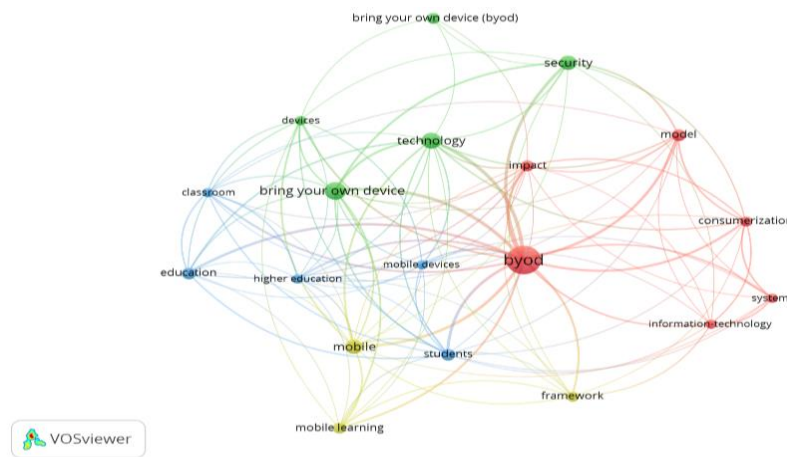 bring your own device (byod)
security
devices
technology
model
impact
classroom
bring your own device
consumerization
byod
mobile devices
education
higher education
system
information technology
mobile
students
framework
mobile learning
VOSviewer